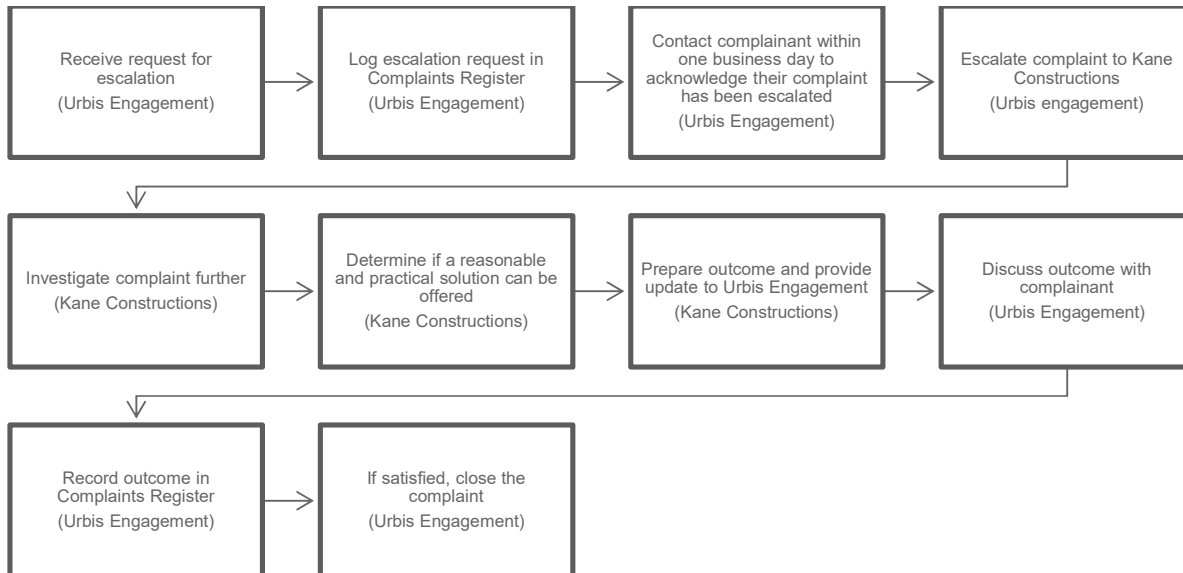 Receive request for
escalation
(Urbis Engagement)
Log escalation request in
Complaints Register
(Urbis Engagement)
Contact complainant within
one business day to
acknowledge their complaint
has been escalated
(Urbis Engagement)
Escalate complaint to Kane
Constructions
(Urbis engagement)
Investigate complaint further
(Kane Constructions)
Determine if a reasonable
and practical solution can be
offered
(Kane Constructions)
Prepare outcome and provide
update to Urbis Engagement
(Kane Constructions)
Discuss outcome with
complainant
(Urbis Engagement)
Record outcome in
Complaints Register
(Urbis Engagement)
If satisfied, close the
complaint
(Urbis Engagement)